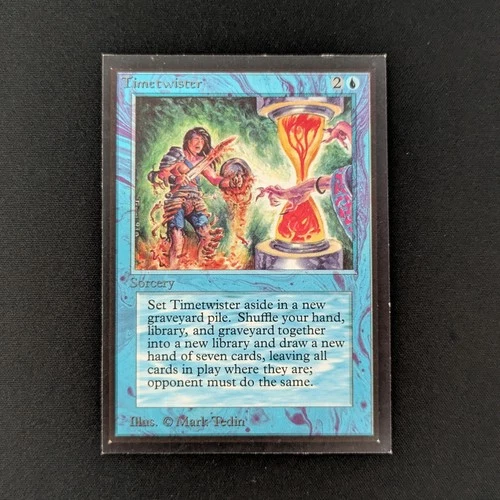 Timetwister 2
Sorcery
Set Timetwister aside in a new
graveyard pile. Shuffle your hand,
library, and graveyard together
into a new library and draw a new
hand of seven cards, leaving all
cards in play where they are;
opponent must do the same.
Illus. © Mark Tedin